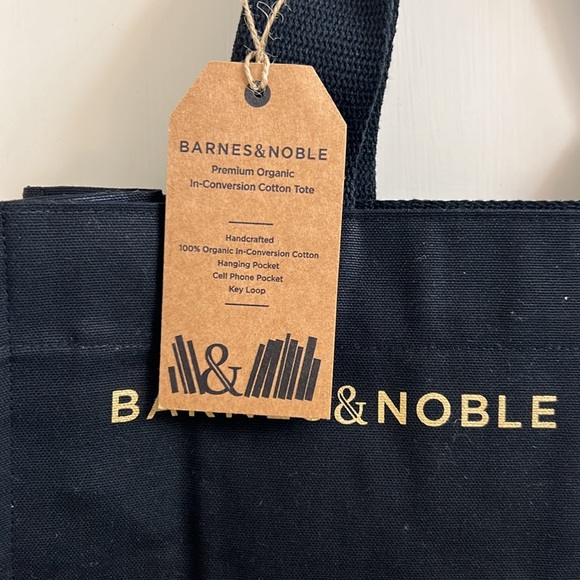 BARNES&NOBLE
Premium Organic
In-Conversion Cotton Tote
Handcrafted
100% Organic In-Conversion Cotton
Hanging Pocket
Cell Phone Pocket
Key Loop
&
BARNES&NOBLE